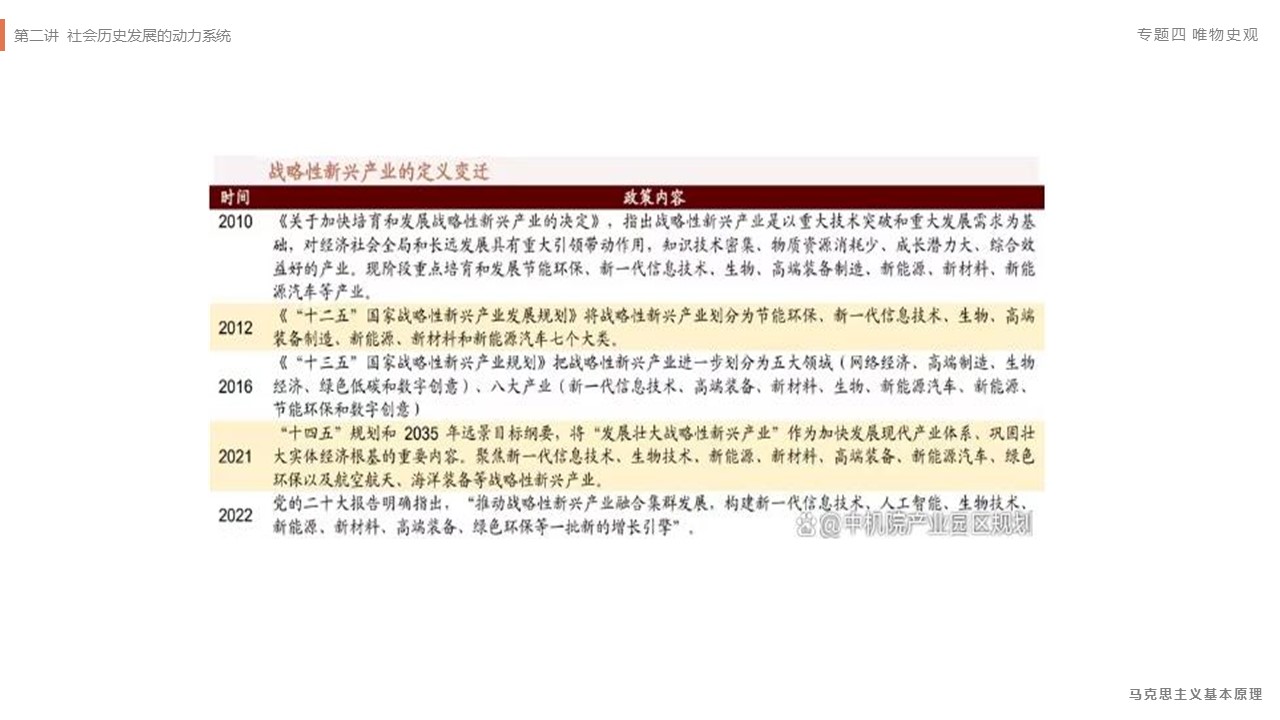 第二讲 社会历史发展的动力系统
专题四 唯物史观
战略性新兴产业的定义变迁
时间 政策内容
2010 《关于加快培育和发展战略性新兴产业的决定》，指出战略性新兴产业是以重大技术突破和重大发展需求为基
础，对经济社会全局和长远发展具有重大引领带动作用，知识技术密集、物质资源消耗少、成长潜力大、综合效
益好的产业。现阶段重点培育和发展节能环保、新一代信息技术、生物、高端装备制造、新能源、新材料、新能
源汽车等产业。
2012 《“十二五”国家战略性新兴产业发展规划》将战略性新兴产业划分为节能环保、新一代信息技术、生物、高端
装备制造、新能源、新材料和新能源汽车七个大类。
《“十三五”国家战略性新兴产业规划》把战略性新兴产业进一步划分为五大领域（网络经济、高端制造、生物
2016 经济、绿色低碳和数字创意）、八大产业（新一代信息技术、高端装备、新材料、生物、新能源汽车、新能源、
节能环保和数字创意）
“十四五”规划和 2035 年远景目标纲要，将“发展壮大战略性新兴产业”作为加快发展现代产业体系、巩固壮
2021 大实体经济根基的重要内容。聚焦新一代信息技术、生物技术、新能源、新材料、高端装备、新能源汽车、绿色
环保以及航空航天、海洋装备等战略性新兴产业。
2022 党的二十大报告明确指出，“推动战略性新兴产业融合集群发展，构建新一代信息技术、人工智能、生物技术、
新能源、新材料、高端装备、绿色环保等一批新的增长引擎”。
@中机院产业园区规划
马克思主义基本原理